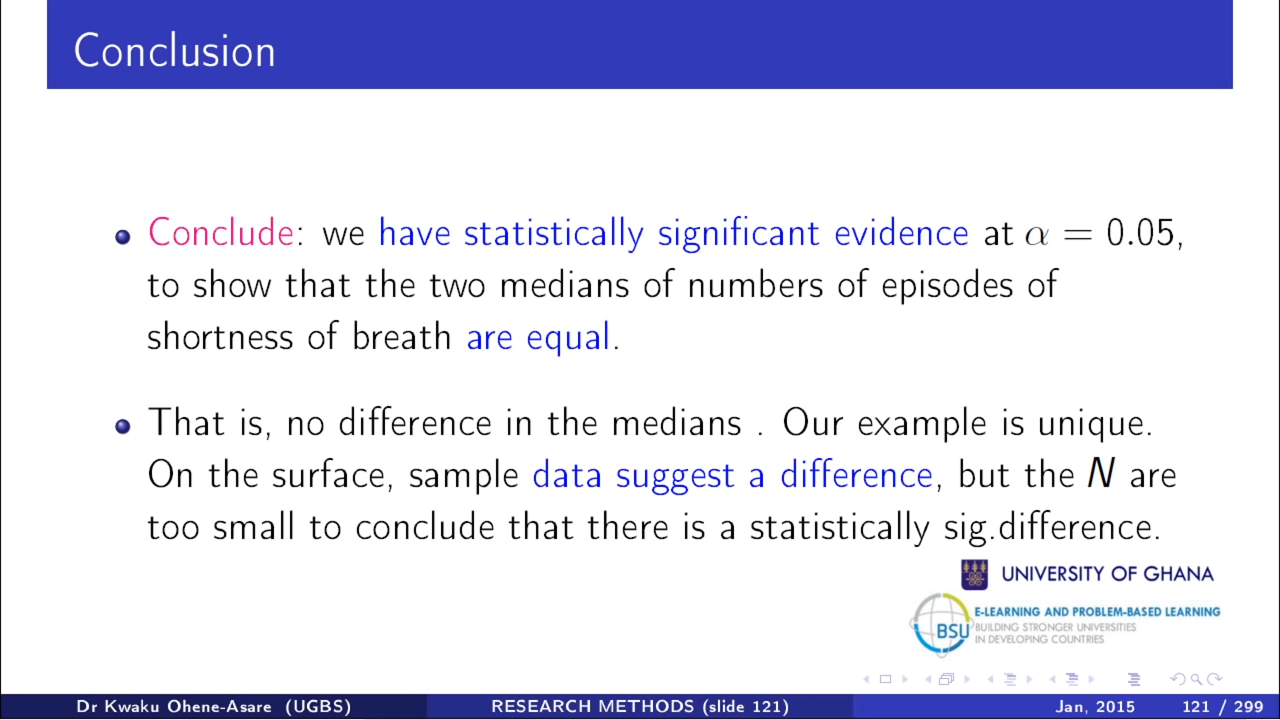 Conclusion
Conclude: we have statistically significant evidence at α = 0.05,
to show that the two medians of numbers of episodes of
shortness of breath are equal.
That is, no difference in the medians . Our example is unique.
On the surface, sample data suggest a difference, but the N are
too small to conclude that there is a statistically sig.difference.
UNIVERSITY OF GHANA
E-LEARNING AND PROBLEM-BASED LEARNING
BSU BUILDING STRONGER UNIVERSITIES
IN DEVELOPING COUNTRIES
Dr Kwaku Ohene-Asare (UGBS) RESEARCH METHODS (slide 121) Jan, 2015 121 / 299